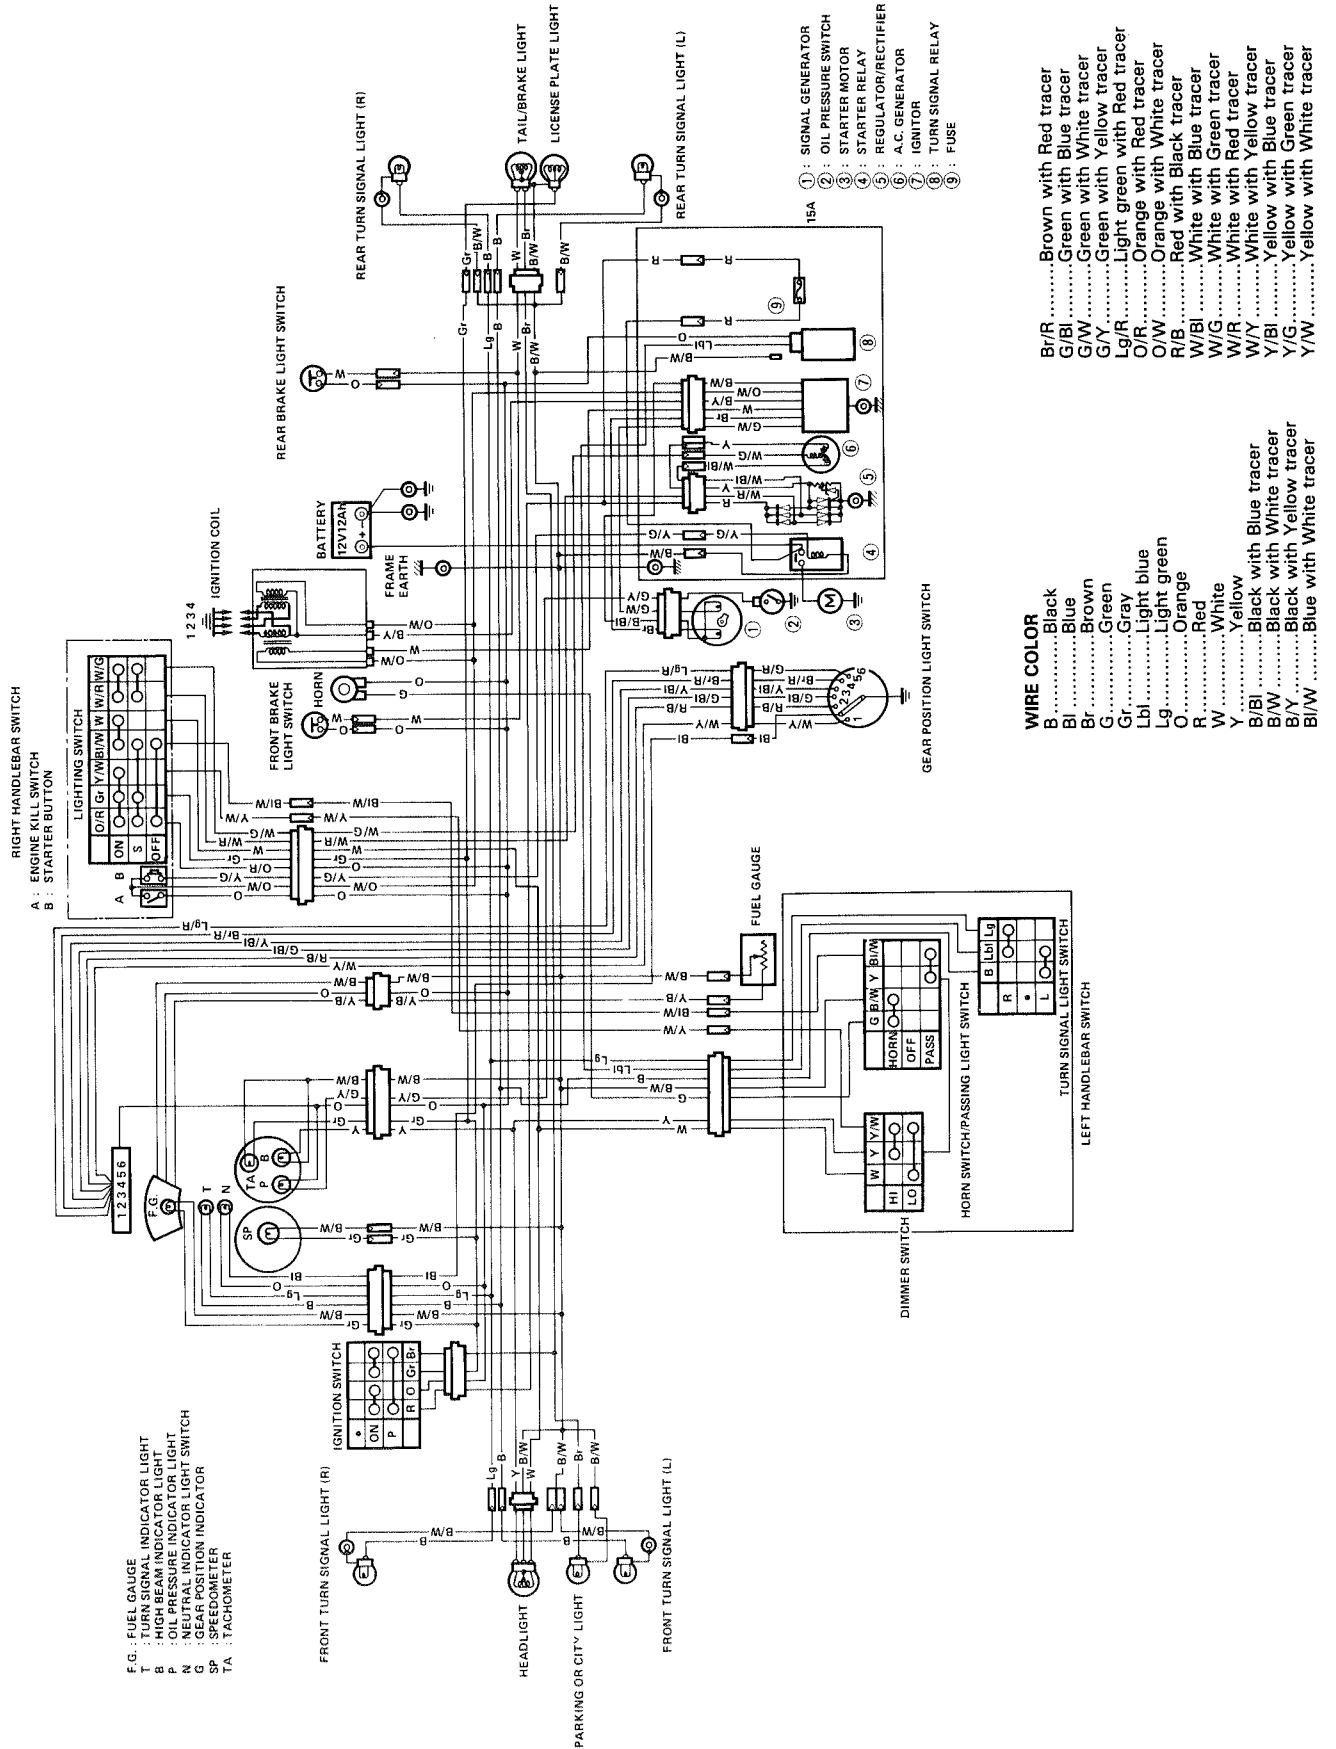 RIGHT HANDLEBAR SWITCH
A : ENGINE KILL SWITCH
B : STARTER BUTTON
LIGHTING SWITCH
O/R Gr Y/W Bl/W W W/R W/G
ON
S
OFF
A B
1 2 3 4
IGNITION COIL
BATTERY
12V12Ah
+ -
FRAME
EARTH
FRONT BRAKE
LIGHT SWITCH
HORN
REAR BRAKE LIGHT SWITCH
REAR TURN SIGNAL LIGHT (R)
TAIL/BRAKE LIGHT
LICENSE PLATE LIGHT
REAR TURN SIGNAL LIGHT (L)
15A
① : SIGNAL GENERATOR
② : OIL PRESSURE SWITCH
③ : STARTER MOTOR
④ : STARTER RELAY
⑤ : REGULATOR/RECTIFIER
⑥ : A.C. GENERATOR
⑦ : IGNITOR
⑧ : TURN SIGNAL RELAY
⑨ : FUSE
M
GEAR POSITION LIGHT SWITCH
FUEL GAUGE
F.G. : FUEL GAUGE
T : TURN SIGNAL INDICATOR LIGHT
B : HIGH BEAM INDICATOR LIGHT
P : OIL PRESSURE INDICATOR LIGHT
N : NEUTRAL INDICATOR LIGHT SWITCH
G : GEAR POSITION INDICATOR
SP : SPEEDOMETER
TA : TACHOMETER
1 2 3 4 5 6
F.G.
T
N
TA
B
P
SP
IGNITION SWITCH
•
ON
P
R O Gr Br
FRONT TURN SIGNAL LIGHT (R)
HEADLIGHT
PARKING OR CITY LIGHT
FRONT TURN SIGNAL LIGHT (L)
DIMMER SWITCH
W Y Y/W
HI
LO
HORN SWITCH/PASSING LIGHT SWITCH
G B/W Y Bl/W
HORN
OFF
PASS
TURN SIGNAL LIGHT SWITCH
B Lbl Lg
R
•
L
LEFT HANDLEBAR SWITCH
WIRE COLOR
B..........Black
Bl..........Blue
Br..........Brown
G..........Green
Gr..........Gray
Lbl..........Light blue
Lg..........Light green
O..........Orange
R..........Red
W..........White
Y..........Yellow
B/Bl..........Black with Blue tracer
B/W..........Black with White tracer
B/Y..........Black with Yellow tracer
Bl/W..........Blue with White tracer
Br/R..........Brown with Red tracer
G/Bl..........Green with Blue tracer
G/W..........Green with White tracer
G/Y..........Green with Yellow tracer
Lg/R..........Light green with Red tracer
O/R..........Orange with Red tracer
O/W..........Orange with White tracer
R/B..........Red with Black tracer
W/Bl..........White with Blue tracer
W/G..........White with Green tracer
W/R..........White with Red tracer
W/Y..........White with Yellow tracer
Y/Bl..........Yellow with Blue tracer
Y/G..........Yellow with Green tracer
Y/W..........Yellow with White tracer